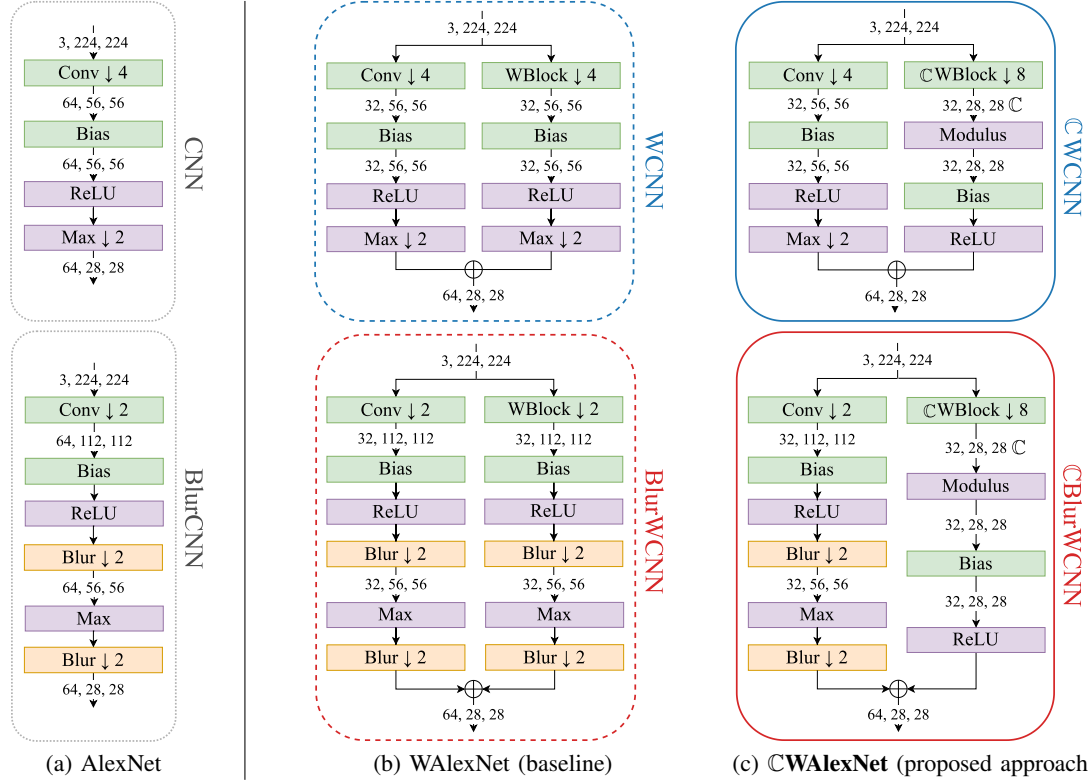 3, 224, 224
Conv ↓ 4
64, 56, 56
Bias
64, 56, 56
ReLU
Max ↓ 2
64, 28, 28
CNN
3, 224, 224
Conv ↓ 2
64, 112, 112
Bias
ReLU
Blur ↓ 2
64, 56, 56
Max
Blur ↓ 2
64, 28, 28
BlurCNN
(a) AlexNet
3, 224, 224
Conv ↓ 4
32, 56, 56
Bias
32, 56, 56
ReLU
Max ↓ 2
WBlock ↓ 4
32, 56, 56
Bias
32, 56, 56
ReLU
Max ↓ 2
64, 28, 28
WCNN
3, 224, 224
Conv ↓ 2
32, 112, 112
Bias
ReLU
Blur ↓ 2
32, 56, 56
Max
Blur ↓ 2
WBlock ↓ 2
32, 112, 112
Bias
ReLU
Blur ↓ 2
32, 56, 56
Max
Blur ↓ 2
64, 28, 28
BlurWCNN
(b) WAlexNet (baseline)
3, 224, 224
Conv ↓ 4
32, 56, 56
Bias
32, 56, 56
ReLU
Max ↓ 2
ℂWBlock ↓ 8
32, 28, 28 ℂ
Modulus
32, 28, 28
Bias
ReLU
64, 28, 28
ℂWCNN
3, 224, 224
Conv ↓ 2
32, 112, 112
Bias
ReLU
Blur ↓ 2
32, 56, 56
Max
Blur ↓ 2
ℂWBlock ↓ 8
32, 28, 28 ℂ
Modulus
32, 28, 28
Bias
32, 28, 28
ReLU
64, 28, 28
ℂBlurWCNN
(c) ℂWAlexNet (proposed approach